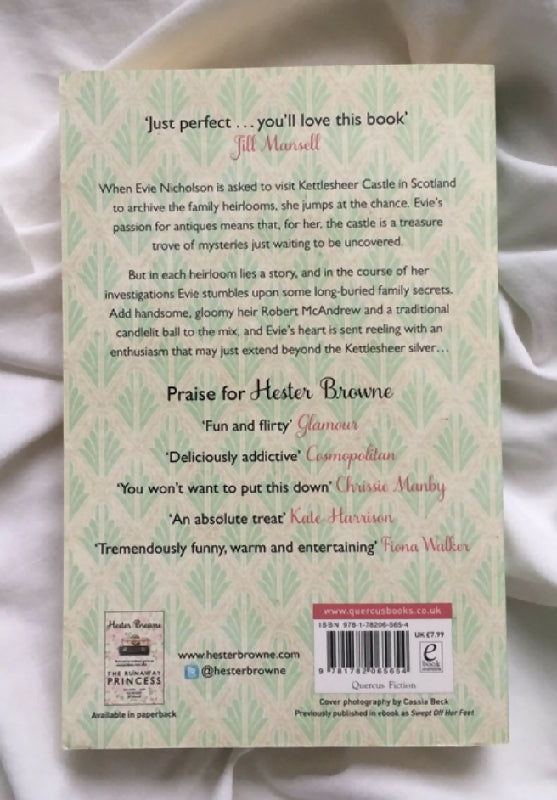 ‘Just perfect ... you’ll love this book’
Jill Mansell
When Evie Nicholson is asked to visit Kettlesheer Castle in Scotland
to archive the family heirlooms, she jumps at the chance. Evie’s
passion for antiques means that, for her, the castle is a treasure
trove of mysteries just waiting to be uncovered.
But in each heirloom lies a story, and in the course of her
investigations Evie stumbles upon some long-buried family secrets.
Add handsome, gloomy heir Robert McAndrew and a traditional
candlelit ball to the mix, and Evie’s heart is sent reeling with an
enthusiasm that may just extend beyond the Kettlesheer silver...
Praise for Hester Browne
‘Fun and flirty’ Glamour
‘Deliciously addictive’ Cosmopolitan
‘You won’t want to put this down’ Chrissie Manby
‘An absolute treat’ Kate Harrison
‘Tremendously funny, warm and entertaining’ Fiona Walker
Hester Browne
THE RUNAWAY
PRINCESS
Available in paperback
www.hesterbrowne.com
@hesterbrowne
www.quercusbooks.co.uk
ISBN 978-1-78206-565-4
UK £7.99
e
book
9 781782 065654
Quercus Fiction
Cover photography by Cassia Beck
Previously published in ebook as Swept Off Her Feet